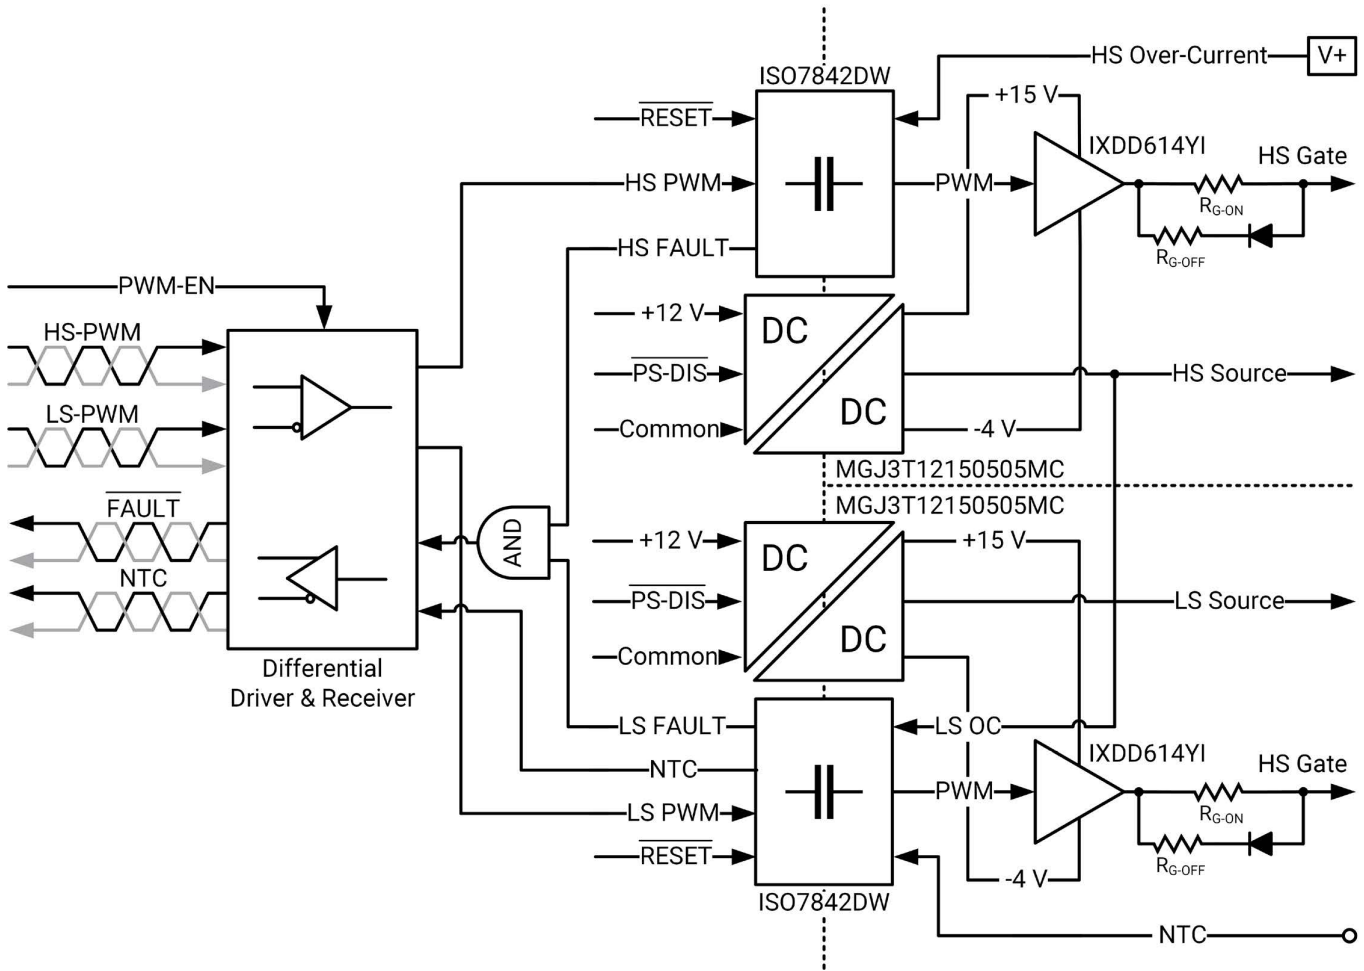 HS Over-Current
V+
ISO7842DW
+15 V
RESET
IXDD614YI
HS Gate
HS PWM
PWM
RG-ON
HS FAULT
RG-OFF
PWM-EN
+12 V
DC
HS-PWM
PS-DIS
HS Source
DC
LS-PWM
Common
-4 V
MGJ3T12150505MC
MGJ3T12150505MC
FAULT
AND
+12 V
+15 V
DC
NTC
PS-DIS
LS Source
DC
Common
Differential
Driver & Receiver
LS FAULT
LS OC
IXDD614YI
HS Gate
NTC
PWM
LS PWM
RG-ON
RESET
RG-OFF
-4 V
ISO7842DW
NTC